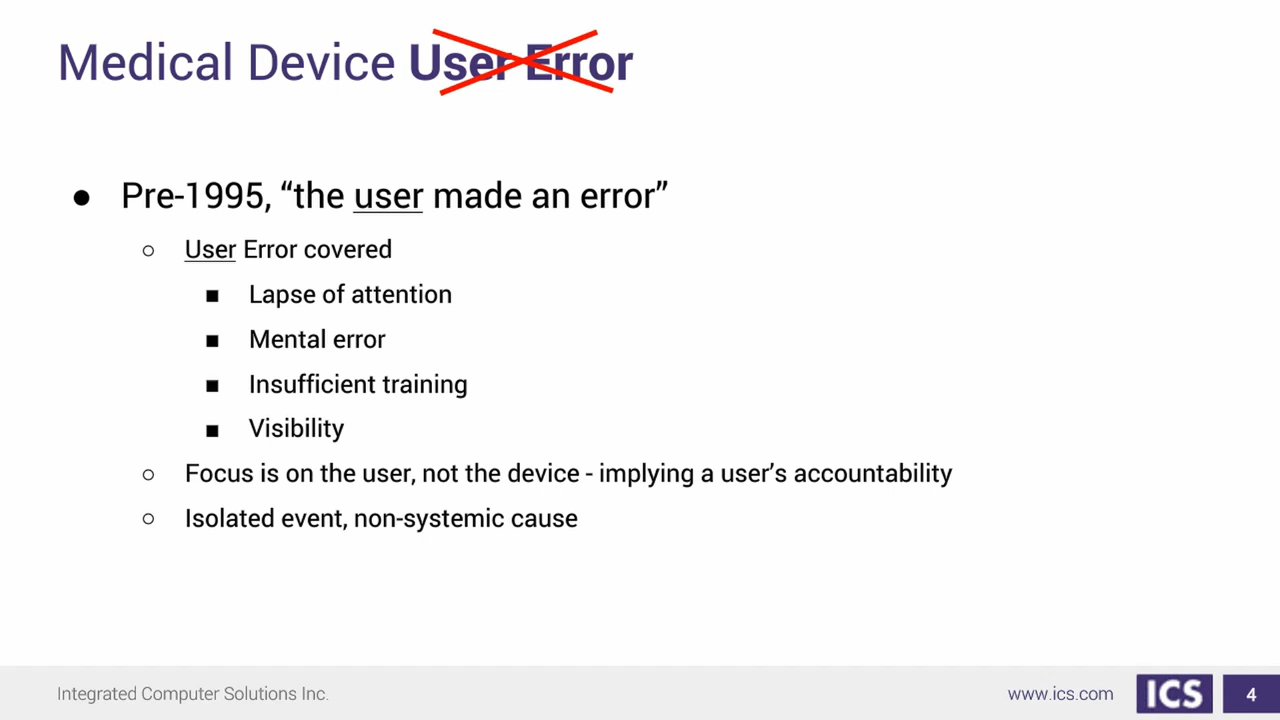 Medical Device User Error
● Pre-1995, “the user made an error”
○ User Error covered
■ Lapse of attention
■ Mental error
■ Insufficient training
■ Visibility
○ Focus is on the user, not the device - implying a user’s accountability
○ Isolated event, non-systemic cause
Integrated Computer Solutions Inc.
www.ics.com
ICS
4